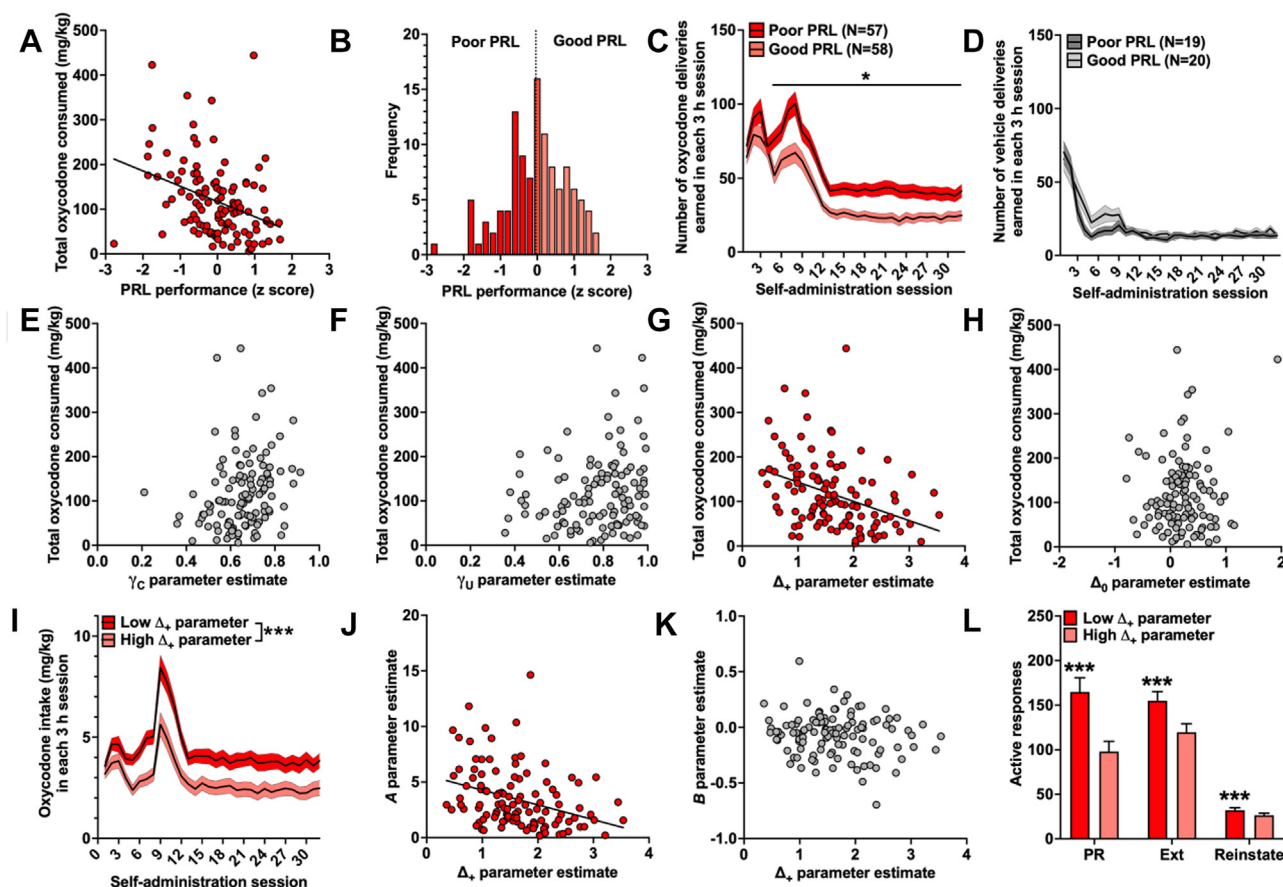 A
Total oxycodone consumed (mg/kg)
500
400
300
200
100
0
-3 -2 -1 0 1 2 3
PRL performance (z score)
B
Poor PRL Good PRL
Frequency
20
15
10
5
0
-3 -2 -1 0 1 2 3
PRL performance (z score)
C
Poor PRL (N=57)
Good PRL (N=58)
*
Number of oxycodone deliveries
earned in each 3 h session
150
100
50
0
3 6 9 12 15 18 21 24 27 30
Self-administration session
D
Poor PRL (N=19)
Good PRL (N=20)
Number of vehicle deliveries
earned in each 3 h session
150
100
50
0
3 6 9 12 15 18 21 24 27 30
Self-administration session
E
Total oxycodone consumed (mg/kg)
500
400
300
200
100
0
0.0 0.2 0.4 0.6 0.8 1.0
γC parameter estimate
F
Total oxycodone consumed (mg/kg)
500
400
300
200
100
0
0.0 0.2 0.4 0.6 0.8 1.0
γU parameter estimate
G
Total oxycodone consumed (mg/kg)
500
400
300
200
100
0
0 1 2 3 4
Δ+ parameter estimate
H
Total oxycodone consumed (mg/kg)
500
400
300
200
100
0
-2 -1 0 1 2
Δ0 parameter estimate
I
Low Δ+ parameter
High Δ+ parameter
***
Oxycodone intake (mg/kg)
in each 3 h session
10
5
0
0 3 6 9 12 15 18 21 24 27 30
Self-administration session
J
A parameter estimate
20
15
10
5
0
0 1 2 3 4
Δ+ parameter estimate
K
B parameter estimate
1.0
0.5
0.0
-0.5
-1.0
0 1 2 3 4
Δ+ parameter estimate
L
Low Δ+ parameter
High Δ+ parameter
Active responses
250
200
150
100
50
0
*** *** ***
PR Ext Reinstate